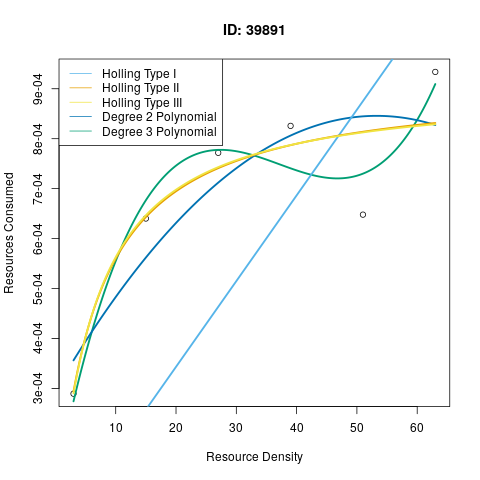 ID: 39891
Holling Type I
Holling Type II
Holling Type III
Degree 2 Polynomial
Degree 3 Polynomial
Resources Consumed
9e-04
8e-04
7e-04
6e-04
5e-04
4e-04
3e-04
10 20 30 40 50 60
Resource Density